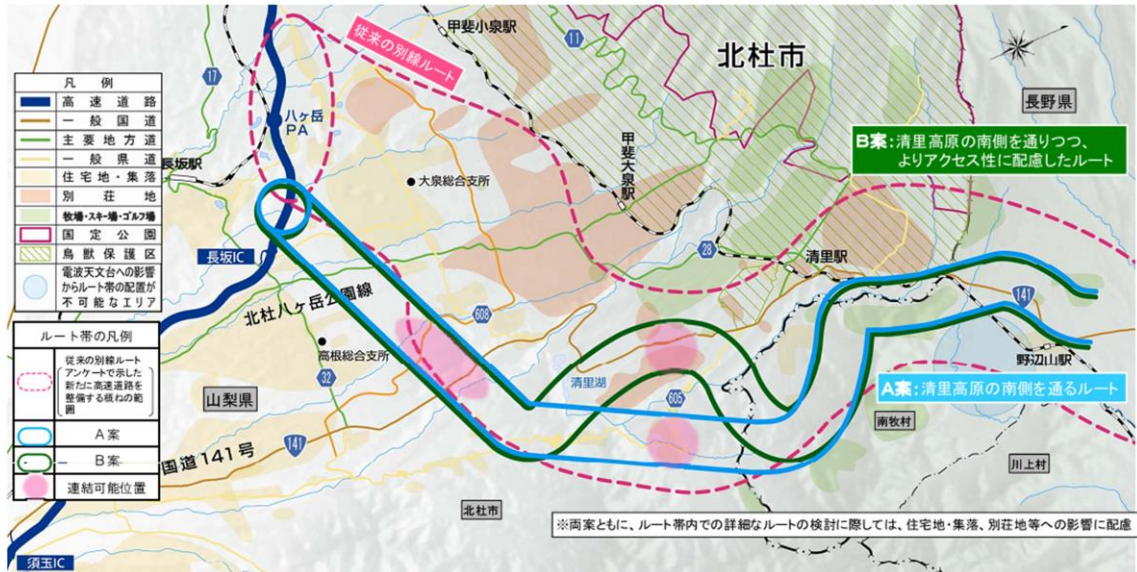 甲斐小泉駅
従来の別線ルート
11
北杜市
長野県
17
八ヶ岳
PA
長坂駅
大泉総合支所
甲斐大泉駅
B案:清里高原の南側を通りつつ、
よりアクセス性に配慮したルート
凡 例
高速道路
一般国道
主要地方道
一般県道
住宅地・集落
別荘地
牧場・スキー場・ゴルフ場
国定公園
鳥獣保護区
電波天文台への影響
からルート帯の配置が
不可能なエリア
長坂IC
28
清里駅
141
北杜八ヶ岳公園線
608
高根総合支所
32
清里湖
605
野辺山駅
A案:清里高原の南側を通るルート
ルート帯の凡例
従来の別線ルート
アンケートで示した
新たに高速道路を
整備する概ねの範
囲
A案
B案
連結可能位置
山梨県
141
国道141号
南牧村
川上村
北杜市
※両案ともに、ルート帯内での詳細なルートの検討に際しては、住宅地・集落、別荘地等への影響に配慮
須玉IC